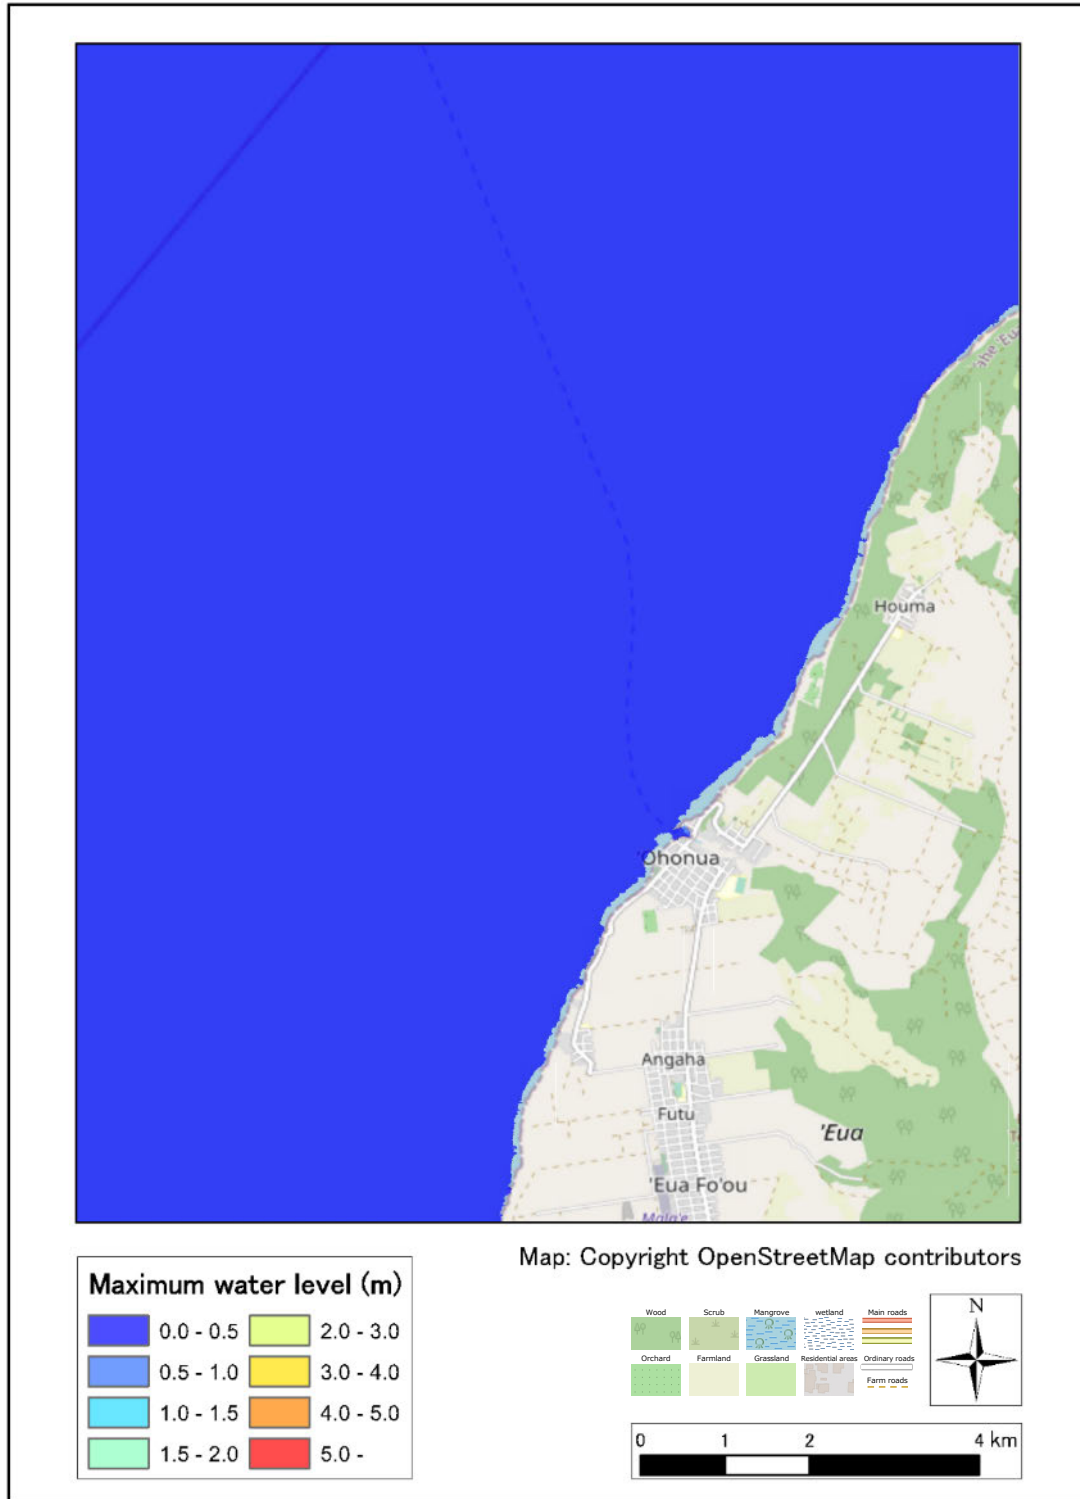 'Eua
Houma
'Ohonua
Angaha
Futu
'Eua
'Eua Fo'ou
Mala'e
Map: Copyright OpenStreetMap contributors
Maximum water level (m)
0.0 - 0.5
2.0 - 3.0
0.5 - 1.0
3.0 - 4.0
1.0 - 1.5
4.0 - 5.0
1.5 - 2.0
5.0 -
Wood
Scrub
Mangrove
wetland
Main roads
Orchard
Farmland
Grassland
Residential areas
Ordinary roads
Farm roads
N
0 1 2 4 km